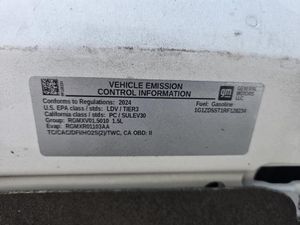 VEHICLE EMISSION
CONTROL INFORMATION
gm
GENERAL
MOTORS
LLC
Conforms to Regulations: 2024
U.S. EPA class / stds: LDV / TIER3
California class / stds: PC / SULEV30
Group: RGMXV01.5010 1.5L
Evap: RGMXR01103AA
TC/CAC/DFI/HO2S(2)/TWC, CA OBD: II
Fuel: Gasoline